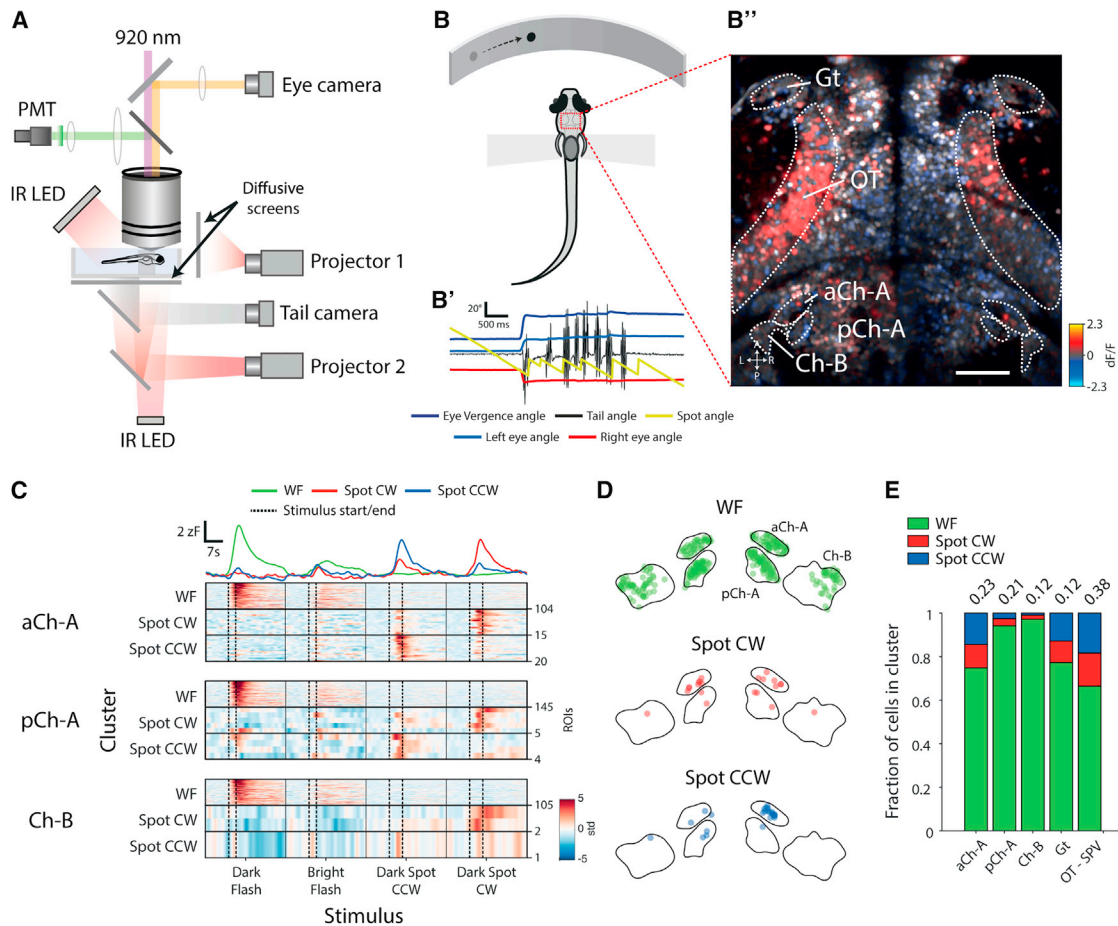 A
920 nm
Eye camera
PMT
IR LED
Diffusive
screens
Projector 1
Tail camera
Projector 2
IR LED
B
B'
20°
500 ms
Eye Vergence angle
Tail angle
Spot angle
Left eye angle
Right eye angle
B''
Gt
OT
aCh-A
pCh-A
Ch-B
A
L
R
P
2.3
dF/F
-2.3
C
WF
Spot CW
Spot CCW
Stimulus start/end
2 zF
7s
aCh-A
WF
Spot CW
Spot CCW
104
15
20
pCh-A
WF
Spot CW
Spot CCW
145
5
4
Cluster
ROIs
Ch-B
WF
Spot CW
Spot CCW
105
2
1
5
std
-5
Dark
Flash
Bright
Flash
Dark Spot
CCW
Dark Spot
CW
Stimulus
D
WF
aCh-A
Ch-B
pCh-A
Spot CW
Spot CCW
E
WF
Spot CW
Spot CCW
0.23
0.21
0.12
0.12
0.38
Fraction of cells in cluster
1
0.8
0.6
0.4
0.2
0
aCh-A
pCh-A
Ch-B
Gt
OT - SPV